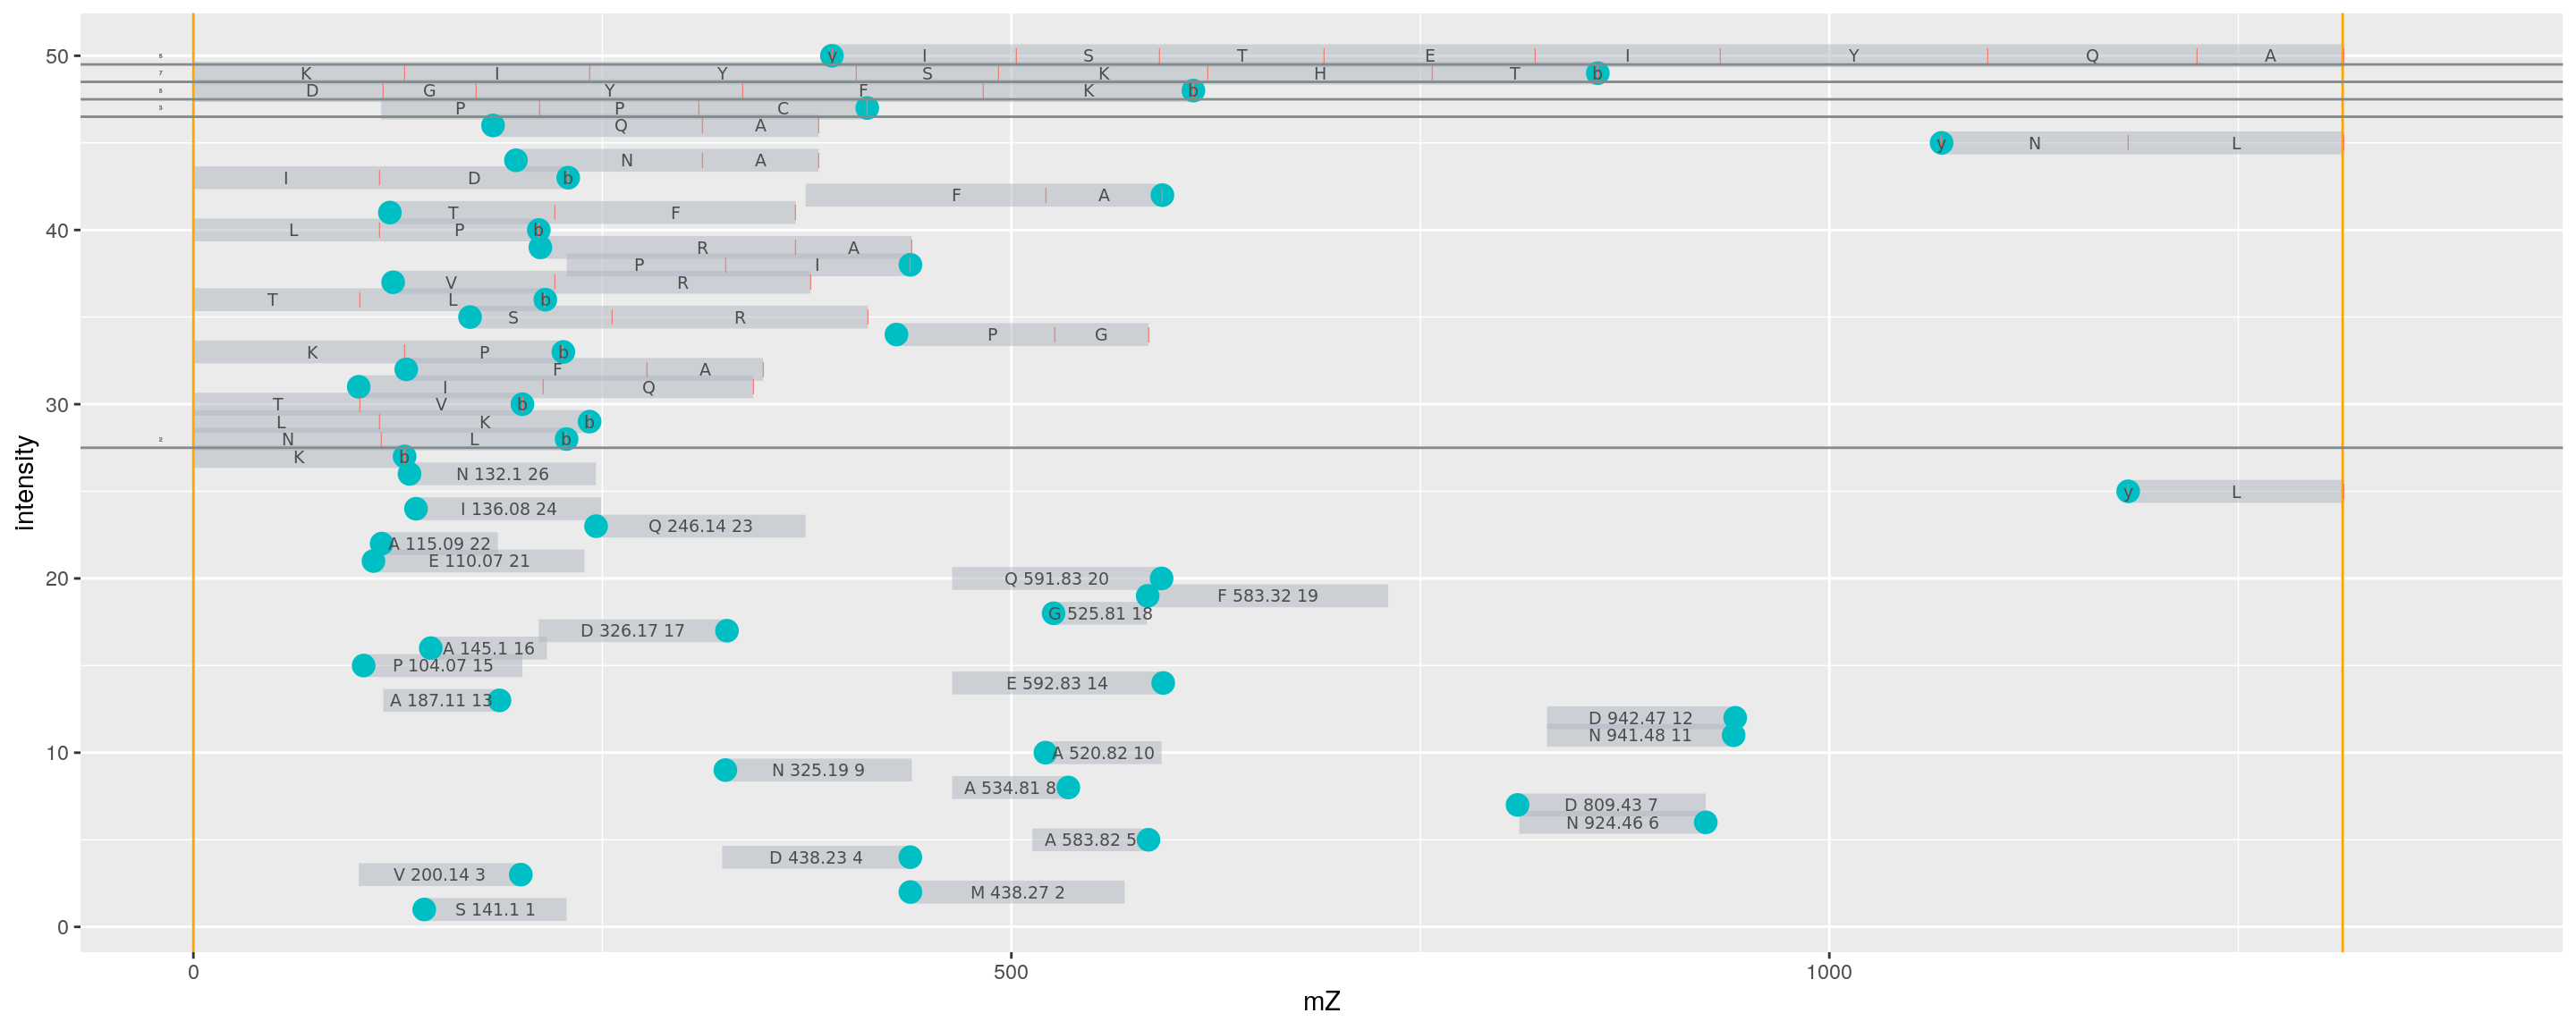 50 8 y I S T E I Y Q A
7 K I Y S K H T b
D G Y F K b
3 P P C
Q A
y N L
N A
I D b
F A
T F
40 L P b
R A
P I
V R
T L b
S R
P G
K P b
F A
I Q
30 T V b
L K b
2 N L b
K b
N 132.1 26
y L
I 136.08 24
Q 246.14 23
A 115.09 22
E 110.07 21
20 Q 591.83 20
F 583.32 19
G 525.81 18
D 326.17 17
A 145.1 16
P 104.07 15
E 592.83 14
A 187.11 13
D 942.47 12
N 941.48 11
10 A 520.82 10
N 325.19 9
A 534.81 8
D 809.43 7
N 924.46 6
A 583.82 5
D 438.23 4
V 200.14 3
M 438.27 2
S 141.1 1
0
intensity
0 500 1000
mZ